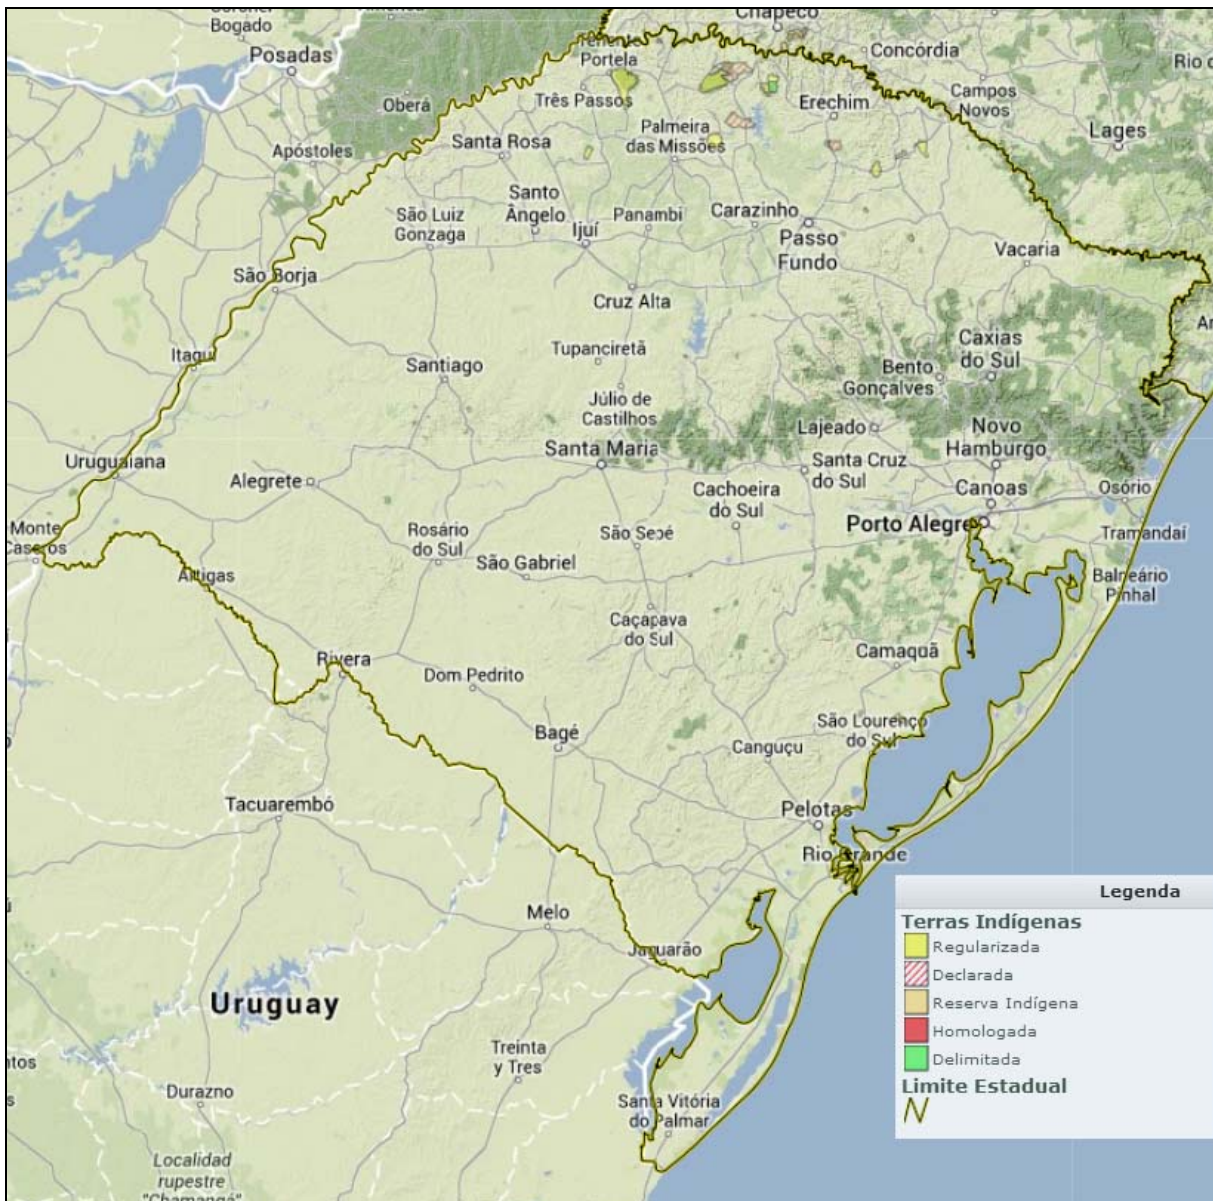 Bogado
Posadas
Chapecó
Concórdia
Rio
Tenente
Portela
Oberá
Três Passos
Erechim
Campos
Novos
Lages
Palmeira
das Missões
Apóstoles
Santa Rosa
Santo
Ângelo
São Luiz
Gonzaga
Ijuí
Panambi
Carazinho
Passo
Fundo
Vacaria
São Borja
Cruz Alta
Itaqui
Tupanciretã
Caxias
do Sul
Santiago
Bento
Gonçalves
Júlio de
Castilhos
Lajeado
Novo
Hamburgo
Santa Maria
Uruguaiana
Santa Cruz
do Sul
Alegrete
Cachoeira
do Sul
Canoas
Osório
Monte
Caseros
Rosário
do Sul
São Sepé
Porto Alegre
Tramandaí
São Gabriel
Artigas
Balneário
Pinhal
Caçapava
do Sul
Camaquã
Rivera
Dom Pedrito
São Lourenço
do Sul
Bagé
Canguçu
Tacuarembó
Pelotas
Rio Grande
Melo
Jaguarão
Uruguay
Treinta
y Tres
Durazno
Santa Vitória
do Palmar
Localidad
rupestre
"Chamangá"
Legenda
Terras Indígenas
Regularizada
Declarada
Reserva Indígena
Homologada
Delimitada
Limite Estadual